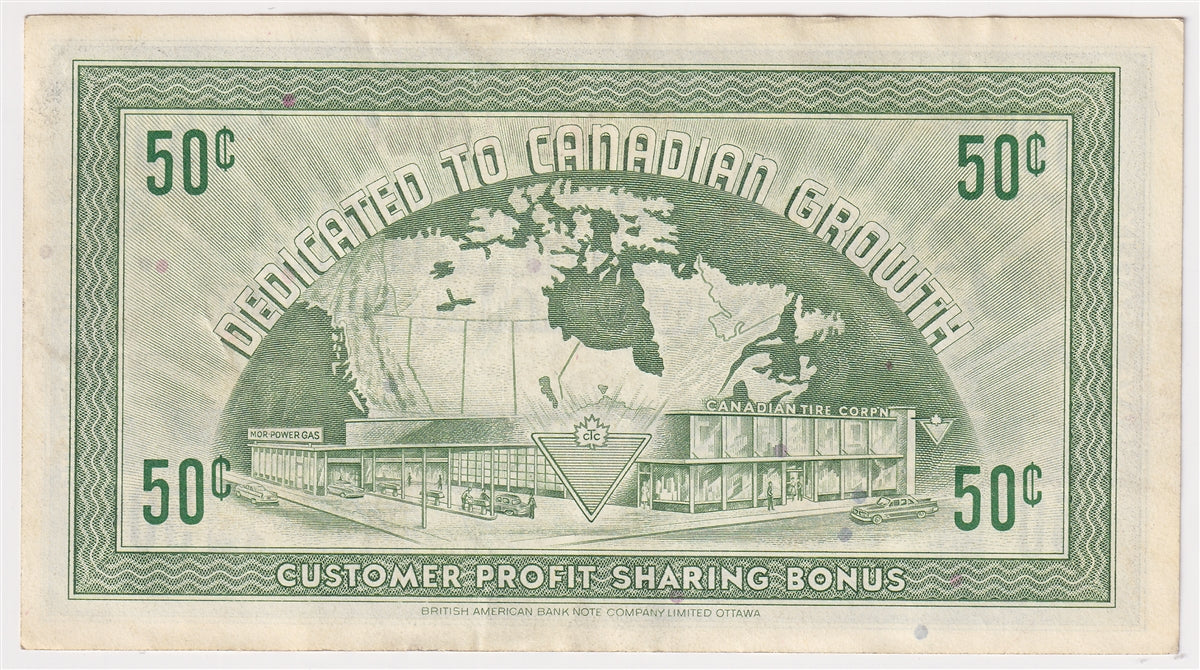 50¢ 50¢
DEDICATED TO CANADIAN GROWTH
CANADIAN TIRE CORP'N
MOR-POWER GAS
CTC
50¢ 50¢
CUSTOMER PROFIT SHARING BONUS
BRITISH AMERICAN BANK NOTE COMPANY LIMITED OTTAWA